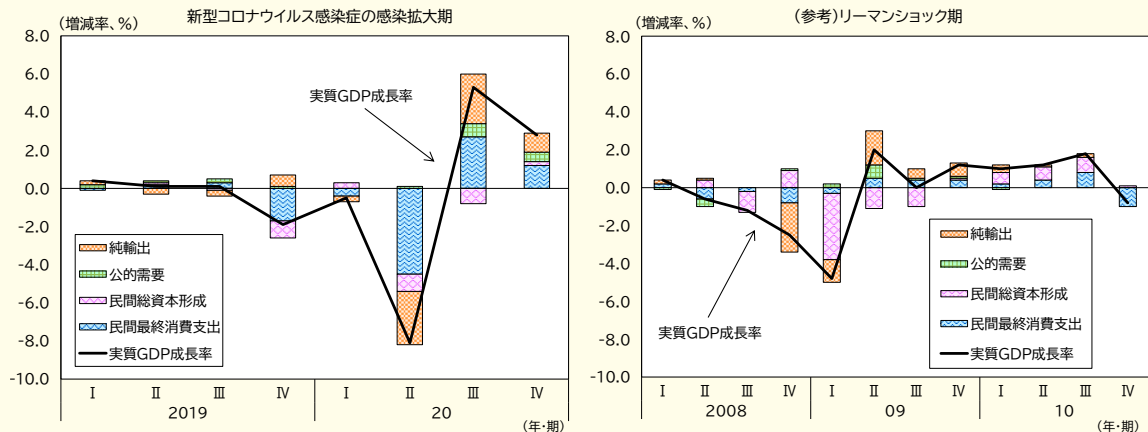 新型コロナウイルス感染症の感染拡大期
(増減率、%)
8.0
6.0
4.0
2.0
0.0
-2.0
-4.0
-6.0
-8.0
-10.0
実質GDP成長率
純輸出
公的需要
民間総資本形成
民間最終消費支出
実質GDP成長率
Ⅰ Ⅱ Ⅲ Ⅳ Ⅰ Ⅱ Ⅲ Ⅳ
2019 20
(年・期)
(参考)リーマンショック期
(増減率、%)
8.0
6.0
4.0
2.0
0.0
-2.0
-4.0
-6.0
-8.0
-10.0
実質GDP成長率
純輸出
公的需要
民間総資本形成
民間最終消費支出
実質GDP成長率
Ⅰ Ⅱ Ⅲ Ⅳ Ⅰ Ⅱ Ⅲ Ⅳ Ⅰ Ⅱ Ⅲ Ⅳ
2008 09 10
(年・期)